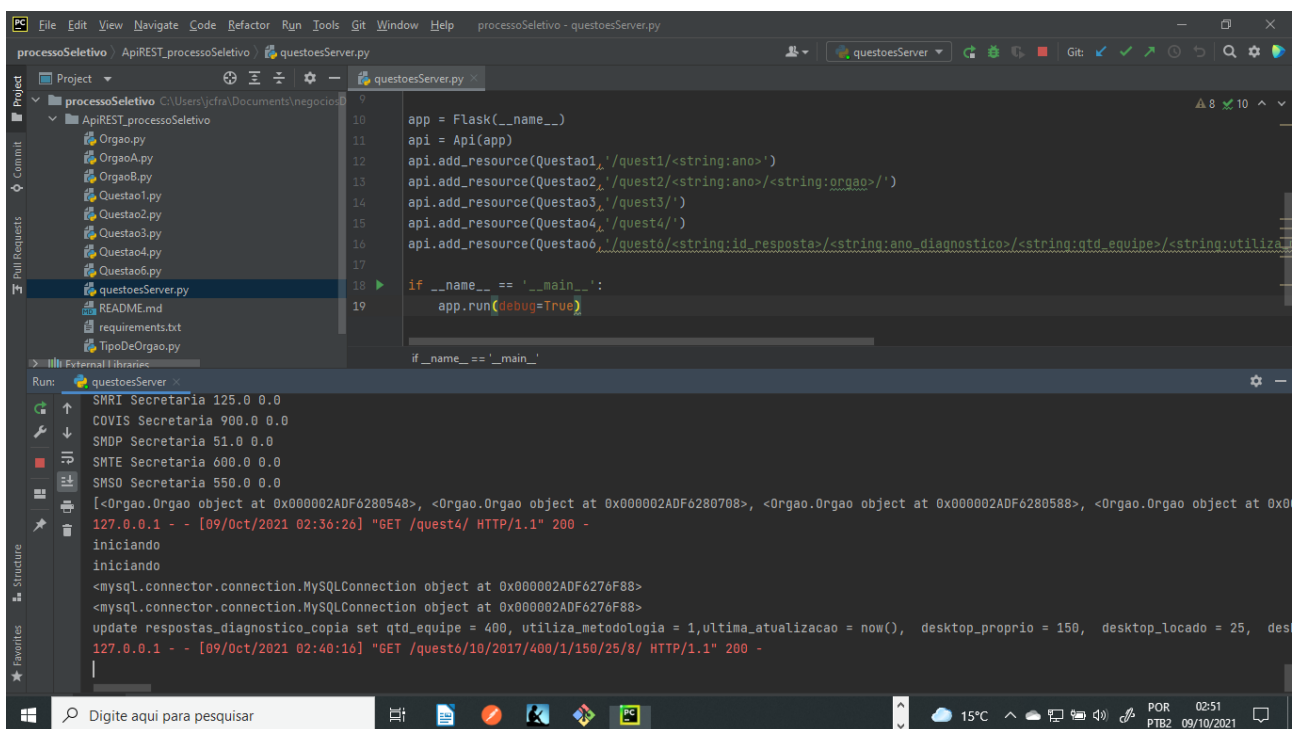 PC File Edit View Navigate Code Refactor Run Tools Git Window Help processoSeletivo - questoesServer.py
processoSeletivo ApiREST_processoSeletivo questoesServer.py questoesServer Git:
Project questoesServer.py
processoSeletivo C:\Users\jcfra\Documents\negociosD
ApiREST_processoSeletivo
Orgao.py
OrgaoA.py
OrgaoB.py
Questao1.py
Questao2.py
Questao3.py
Questao4.py
Questao6.py
questoesServer.py
README.md
requirements.txt
TipoDeOrgao.py
External Libraries
Project
Commit
Pull Requests
8 10
9
10 app = Flask(__name__)
11 api = Api(app)
12 api.add_resource(Questao1,'/quest1/<string:ano>')
13 api.add_resource(Questao2,'/quest2/<string:ano>/<string:orgao>/')
14 api.add_resource(Questao3,'/quest3/')
15 api.add_resource(Questao4,'/quest4/')
16 api.add_resource(Questao6,'/quest6/<string:id_resposta>/<string:ano_diagnostico>/<string:qtd_equipe>/<string:utiliza
17
18 if __name__ == '__main__':
19 app.run(debug=True)
if __name__ == '__main__'
Run: questoesServer
SMRI Secretaria 125.0 0.0
COVIS Secretaria 900.0 0.0
SMDP Secretaria 51.0 0.0
SMTE Secretaria 600.0 0.0
SMSO Secretaria 550.0 0.0
[<Orgao.Orgao object at 0x000002ADF6280548>, <Orgao.Orgao object at 0x000002ADF6280708>, <Orgao.Orgao object at 0x000002ADF6280588>, <Orgao.Orgao object at 0x00
127.0.0.1 - - [09/Oct/2021 02:36:26] "GET /quest4/ HTTP/1.1" 200 -
iniciando
iniciando
<mysql.connector.connection.MySQLConnection object at 0x000002ADF6276F88>
<mysql.connector.connection.MySQLConnection object at 0x000002ADF6276F88>
update respostas_diagnostico_copia set qtd_equipe = 400, utiliza_metodologia = 1,ultima_atualizacao = now(), desktop_proprio = 150, desktop_locado = 25, des
127.0.0.1 - - [09/Oct/2021 02:40:16] "GET /quest6/10/2017/400/1/150/25/8/ HTTP/1.1" 200 -
Structure
Favorites
Digite aqui para pesquisar
PC
15°C
POR
PTB2
02:51
09/10/2021